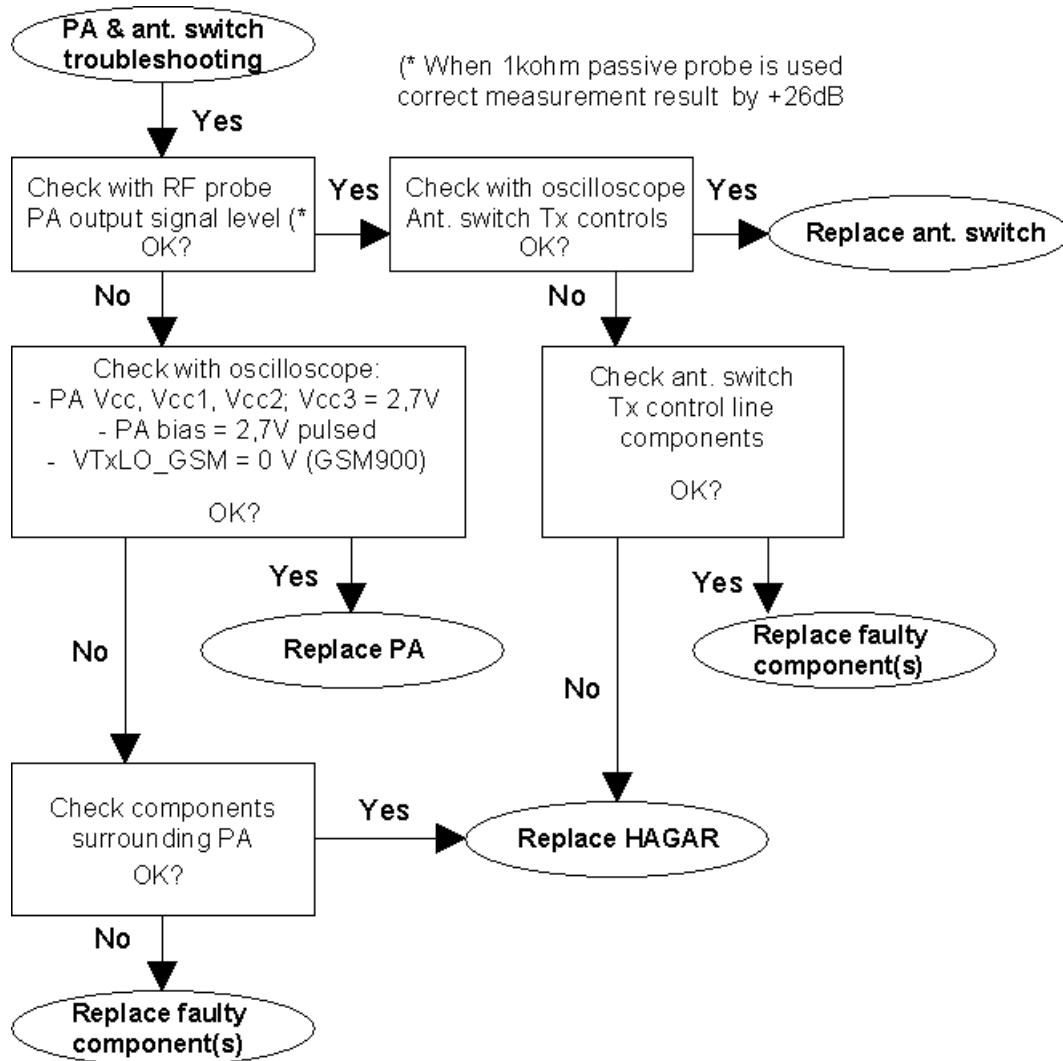 PA & ant. switch
troubleshooting
(* When 1kohm passive probe is used
correct measurement result by +26dB
Yes
Check with RF probe
PA output signal level (*
OK?
Yes
Check with oscilloscope
Ant. switch Tx controls
OK?
Yes
Replace ant. switch
No
No
Check with oscilloscope:
- PA Vcc, Vcc1, Vcc2; Vcc3 = 2,7V
- PA bias = 2,7V pulsed
- VTxLO_GSM = 0 V (GSM900)
OK?
Check ant. switch
Tx control line
components
OK?
Yes
Replace PA
Yes
Replace faulty
component(s)
No
No
Check components
surrounding PA
OK?
Yes
Replace HAGAR
No
Replace faulty
component(s)